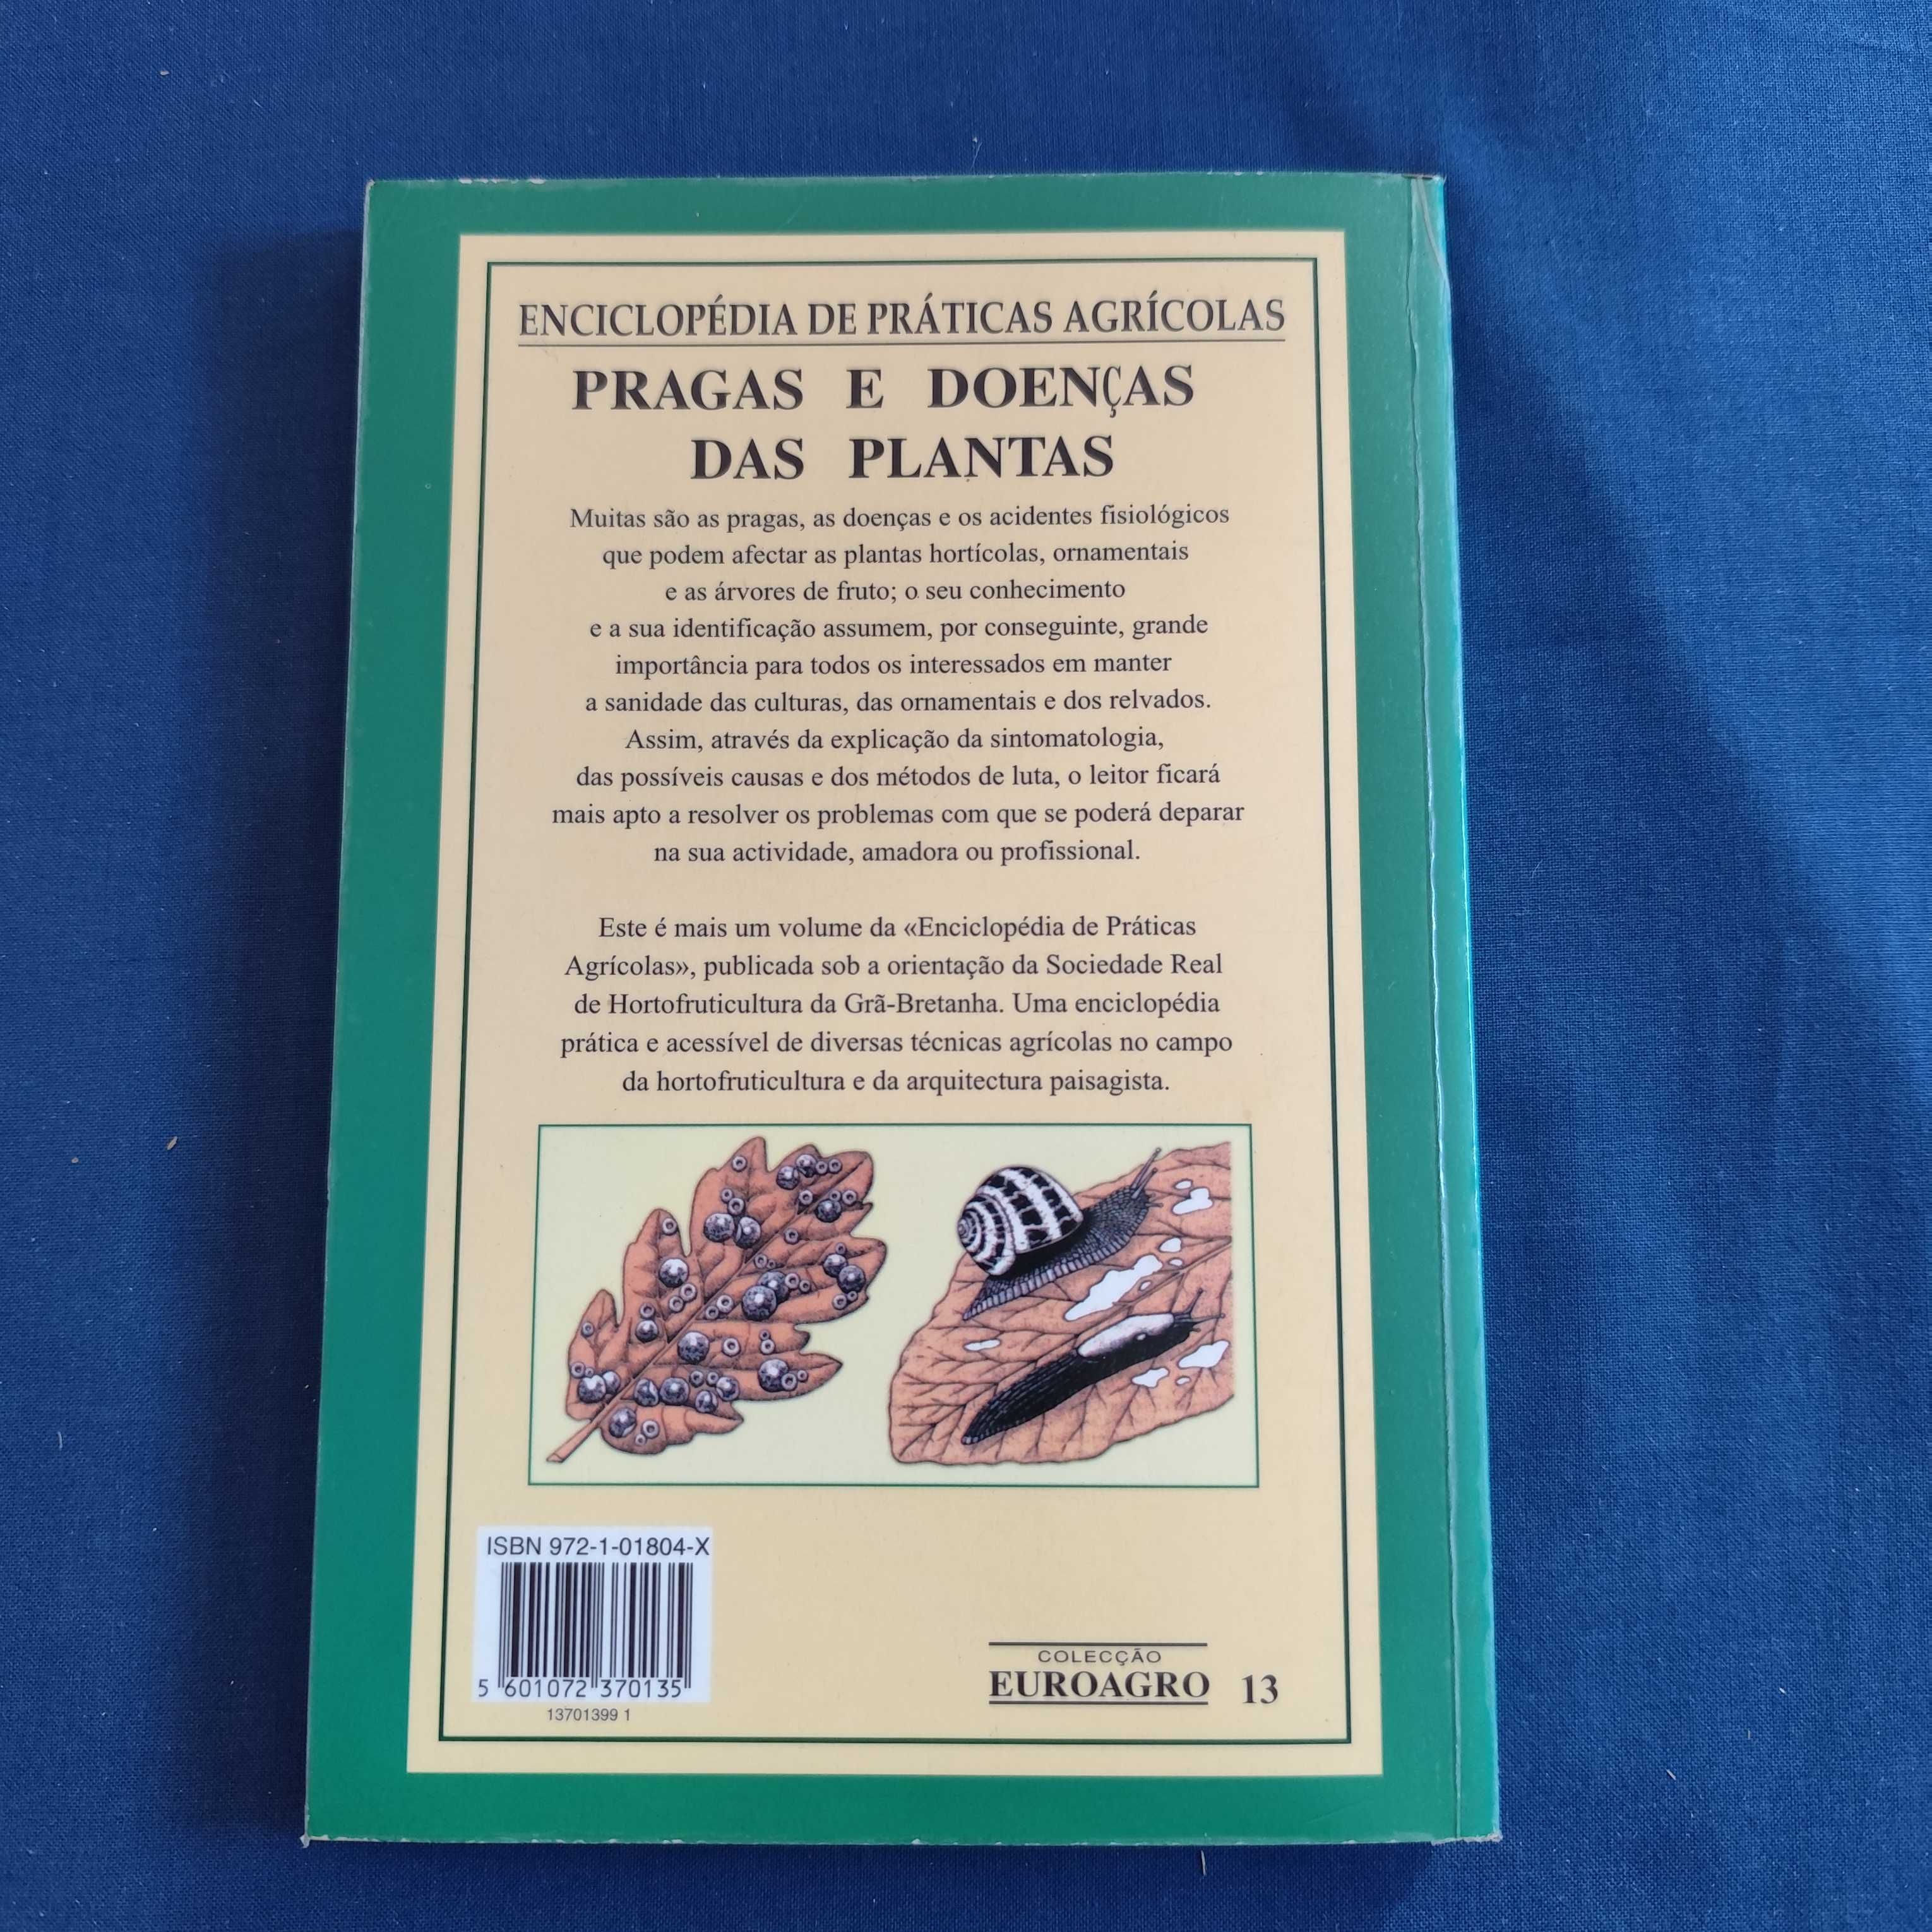 ENCICLOPÉDIA DE PRÁTICAS AGRÍCOLAS
PRAGAS E DOENÇAS
DAS PLANTAS
Muitas são as pragas, as doenças e os acidentes fisiológicos
que podem afectar as plantas hortícolas, ornamentais
e as árvores de fruto; o seu conhecimento
e a sua identificação assumem, por conseguinte, grande
importância para todos os interessados em manter
a sanidade das culturas, das ornamentais e dos relvados.
Assim, através da explicação da sintomatologia,
das possíveis causas e dos métodos de luta, o leitor ficará
mais apto a resolver os problemas com que se poderá deparar
na sua actividade, amadora ou profissional.
Este é mais um volume da «Enciclopédia de Práticas
Agrícolas», publicada sob a orientação da Sociedade Real
de Hortofruticultura da Grã-Bretanha. Uma enciclopédia
prática e acessível de diversas técnicas agrícolas no campo
da hortofruticultura e da arquitectura paisagista.
ISBN 972-1-01804-X
5 601072 370135
13701399 1
COLECÇÃO
EUROAGRO 13